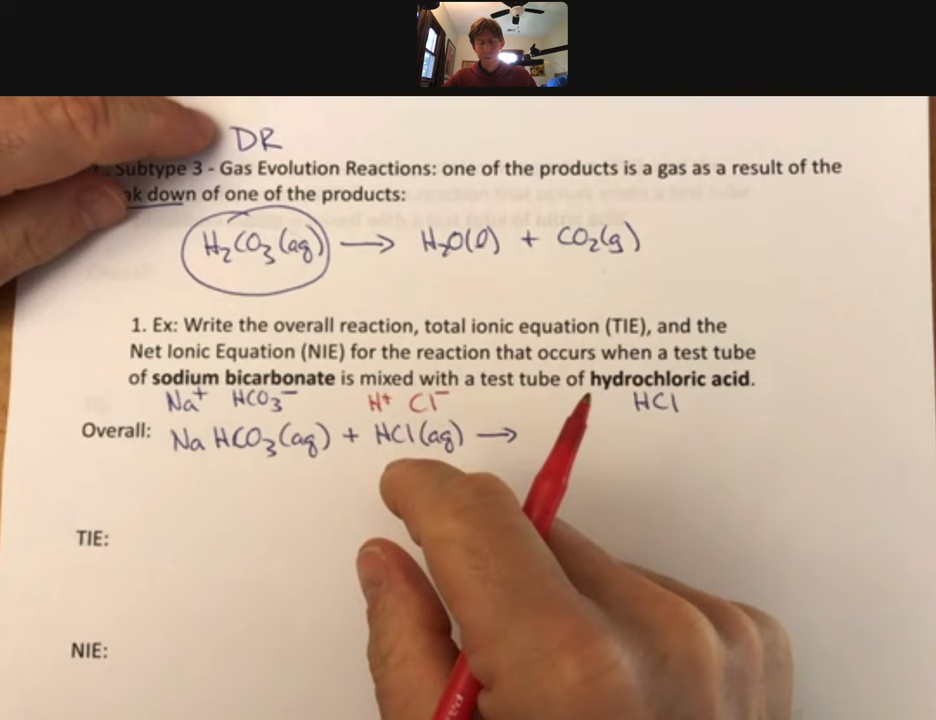 DR
Subtype 3 - Gas Evolution Reactions: one of the products is a gas as a result of the
down of one of the products:
H₂CO₃(aq) ⟶ H₂O(l) + CO₂(g)
1. Ex: Write the overall reaction, total ionic equation (TIE), and the
Net Ionic Equation (NIE) for the reaction that occurs when a test tube
of sodium bicarbonate is mixed with a test tube of hydrochloric acid.
Na⁺ HCO₃⁻ H⁺ Cl⁻ HCl
Overall: NaHCO₃(aq) + HCl(aq) ⟶
TIE:
NIE: